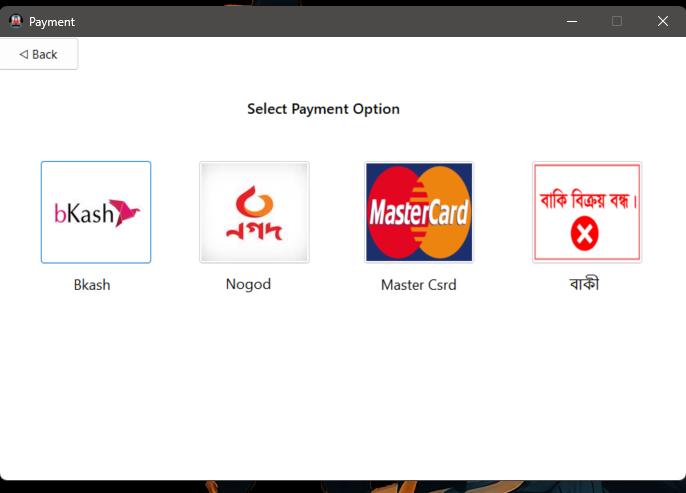 Payment
◁ Back
Select Payment Option
bKash
নগদ
MasterCard
বাকি বিক্রয় বন্ধ।
Bkash
Nogod
Master Csrd
বাকী